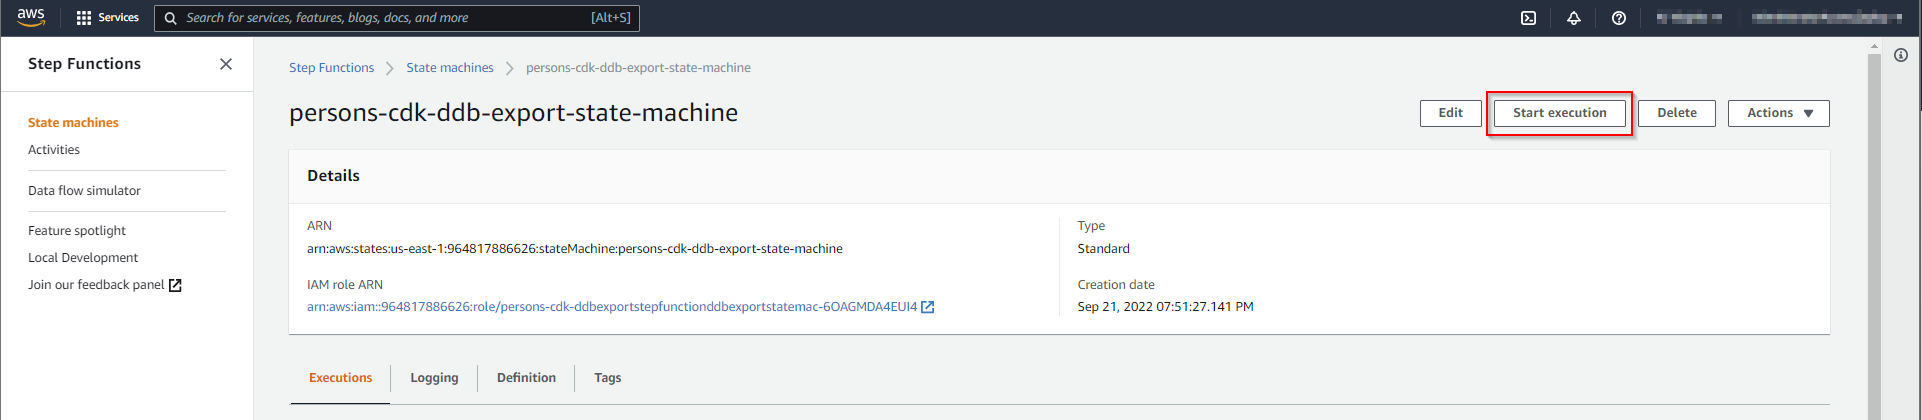 aws Services Search for services, features, blogs, docs, and more [Alt+S]
Step Functions
State machines
Activities
Data flow simulator
Feature spotlight
Local Development
Join our feedback panel
Step Functions State machines persons-cdk-ddb-export-state-machine
persons-cdk-ddb-export-state-machine
Edit Start execution Delete Actions
Details
ARN
arn:aws:states:us-east-1:964817886626:stateMachine:persons-cdk-ddb-export-state-machine
IAM role ARN
arn:aws:iam::964817886626:role/persons-cdk-ddbexportstepfunctionddbexportstatemac-6OAGMDA4EUI4
Type
Standard
Creation date
Sep 21, 2022 07:51:27.141 PM
Executions Logging Definition Tags